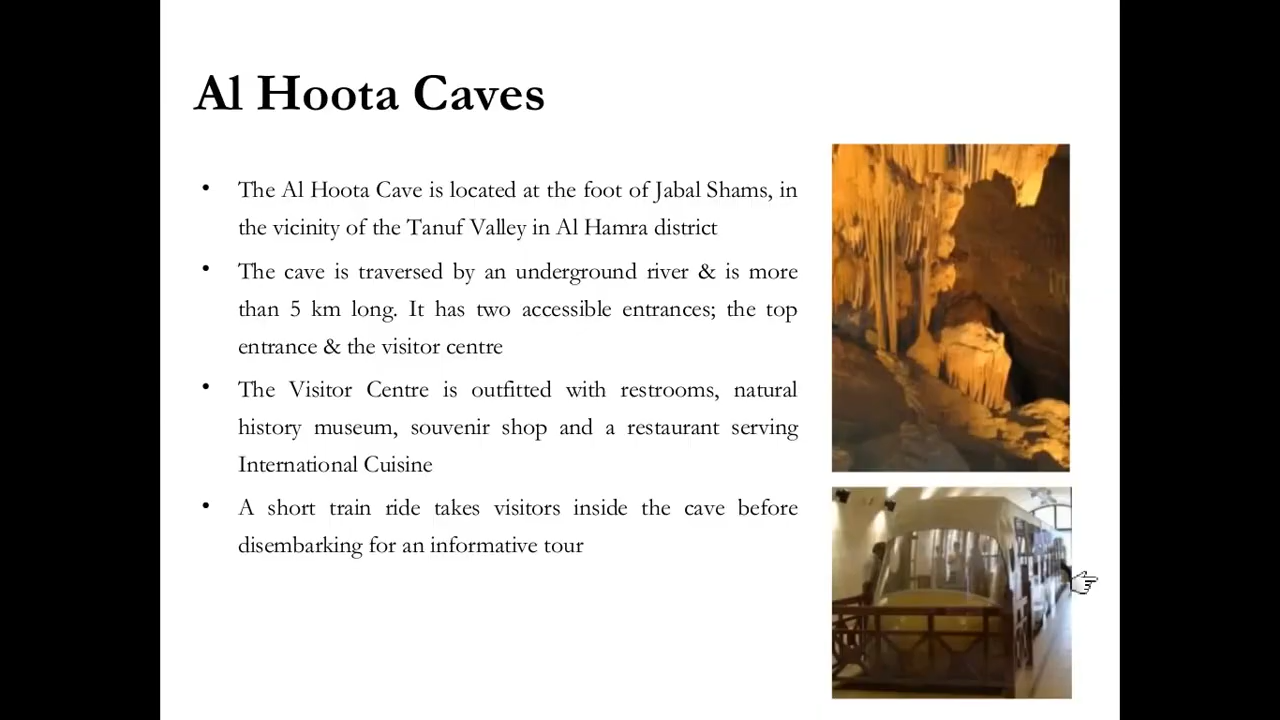 Al Hoota Caves
• The Al Hoota Cave is located at the foot of Jabal Shams, in
the vicinity of the Tanuf Valley in Al Hamra district
• The cave is traversed by an underground river & is more
than 5 km long. It has two accessible entrances; the top
entrance & the visitor centre
• The Visitor Centre is outfitted with restrooms, natural
history museum, souvenir shop and a restaurant serving
International Cuisine
• A short train ride takes visitors inside the cave before
disembarking for an informative tour